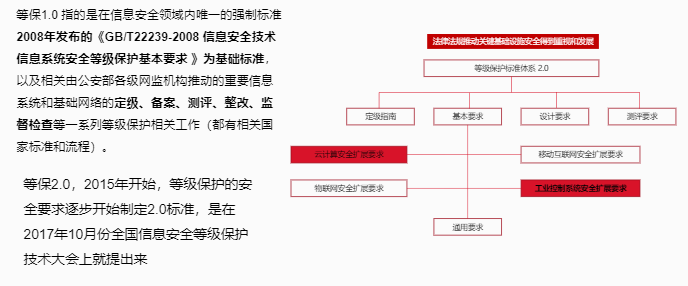 等保1.0 指的是在信息安全领域内唯一的强制标准
2008年发布的《GB/T22239-2008 信息安全技术
信息系统安全等级保护基本要求 》为基础标准，
以及相关由公安部各级网监机构推动的重要信息
系统和基础网络的定级、备案、测评、整改、监
督检查等一系列等级保护相关工作（都有相关国
家标准和流程）。
等保2.0，2015年开始，等级保护的安
全要求逐步开始制定2.0标准，是在
2017年10月份全国信息安全等级保护
技术大会上就提出来
法律法规推动关键基础设施安全得到重视和发展
等级保护标准体系 2.0
定级指南
基本要求
设计要求
测评要求
云计算安全扩展要求
移动互联网安全扩展要求
物联网安全扩展要求
工业控制系统安全扩展要求
通用要求